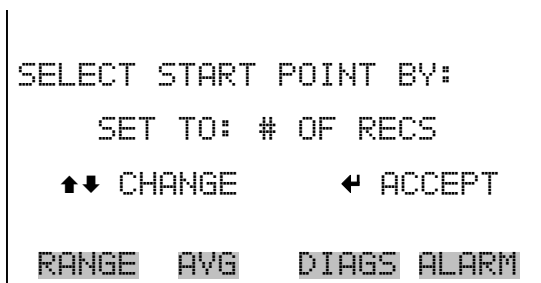 SELECT START POINT BY:
SET TO: # OF RECS
⬆⬇ CHANGE ↵ ACCEPT
RANGE AVG DIAGS ALARM